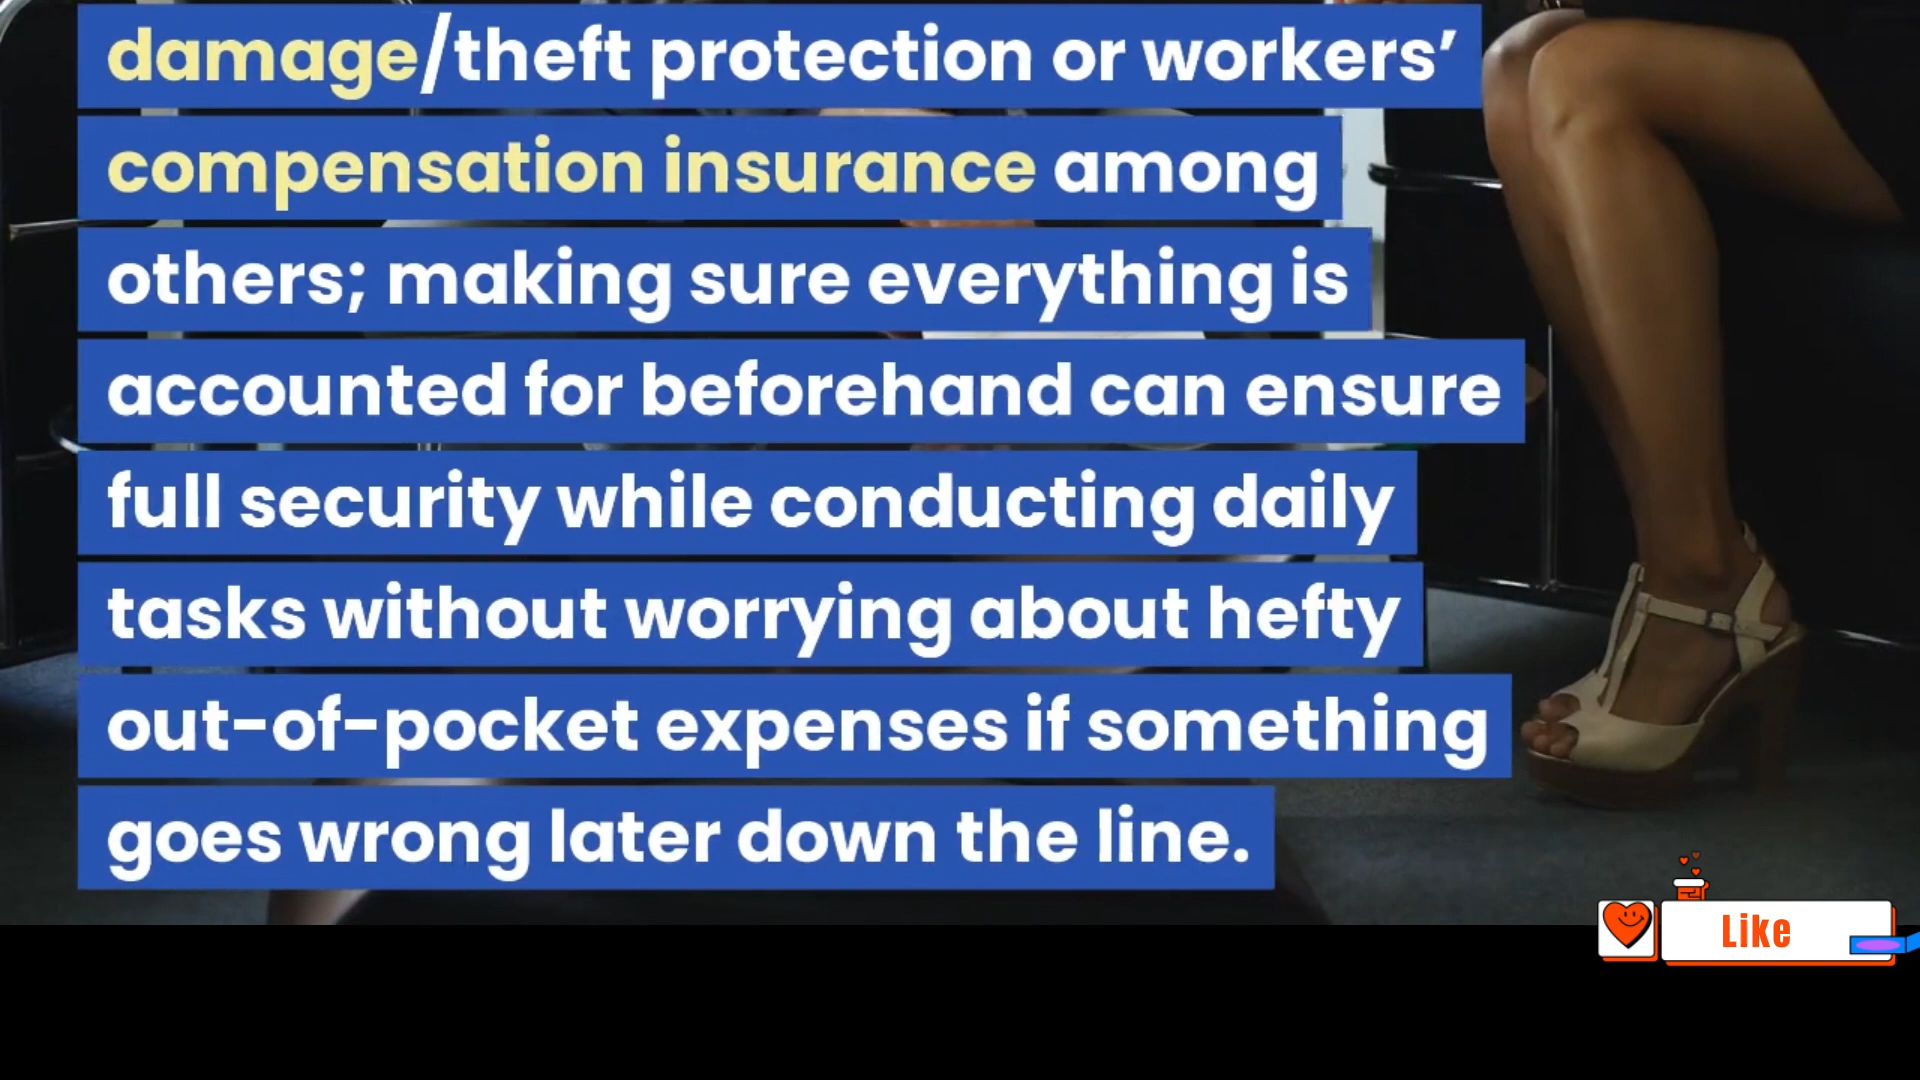 damage/theft protection or workers’
compensation insurance among
others; making sure everything is
accounted for beforehand can ensure
full security while conducting daily
tasks without worrying about hefty
out-of-pocket expenses if something
goes wrong later down the line.
Like